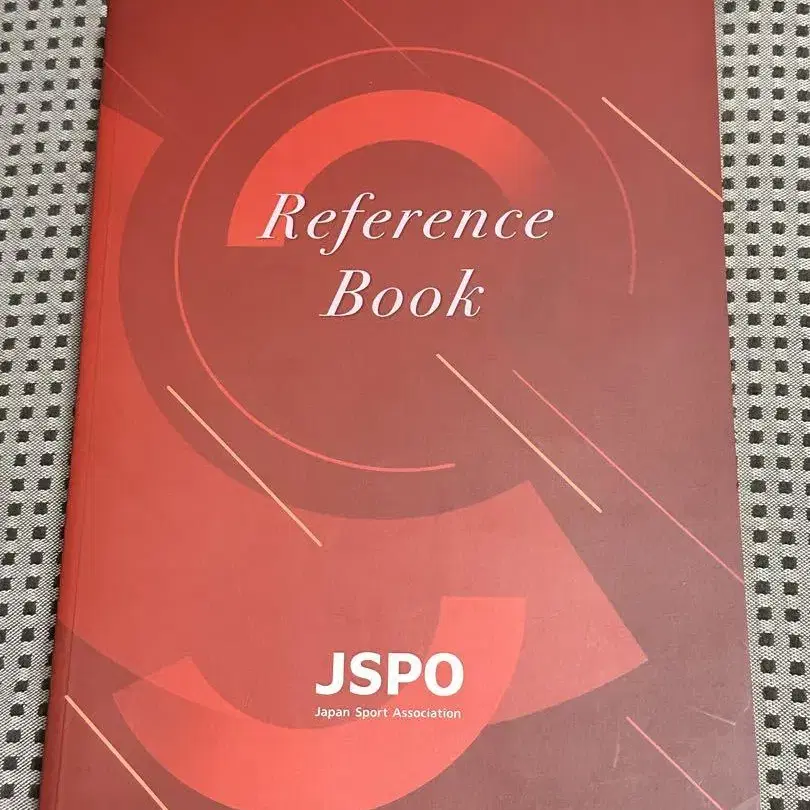 Reference
Book
JSPO
Japan Sport Association